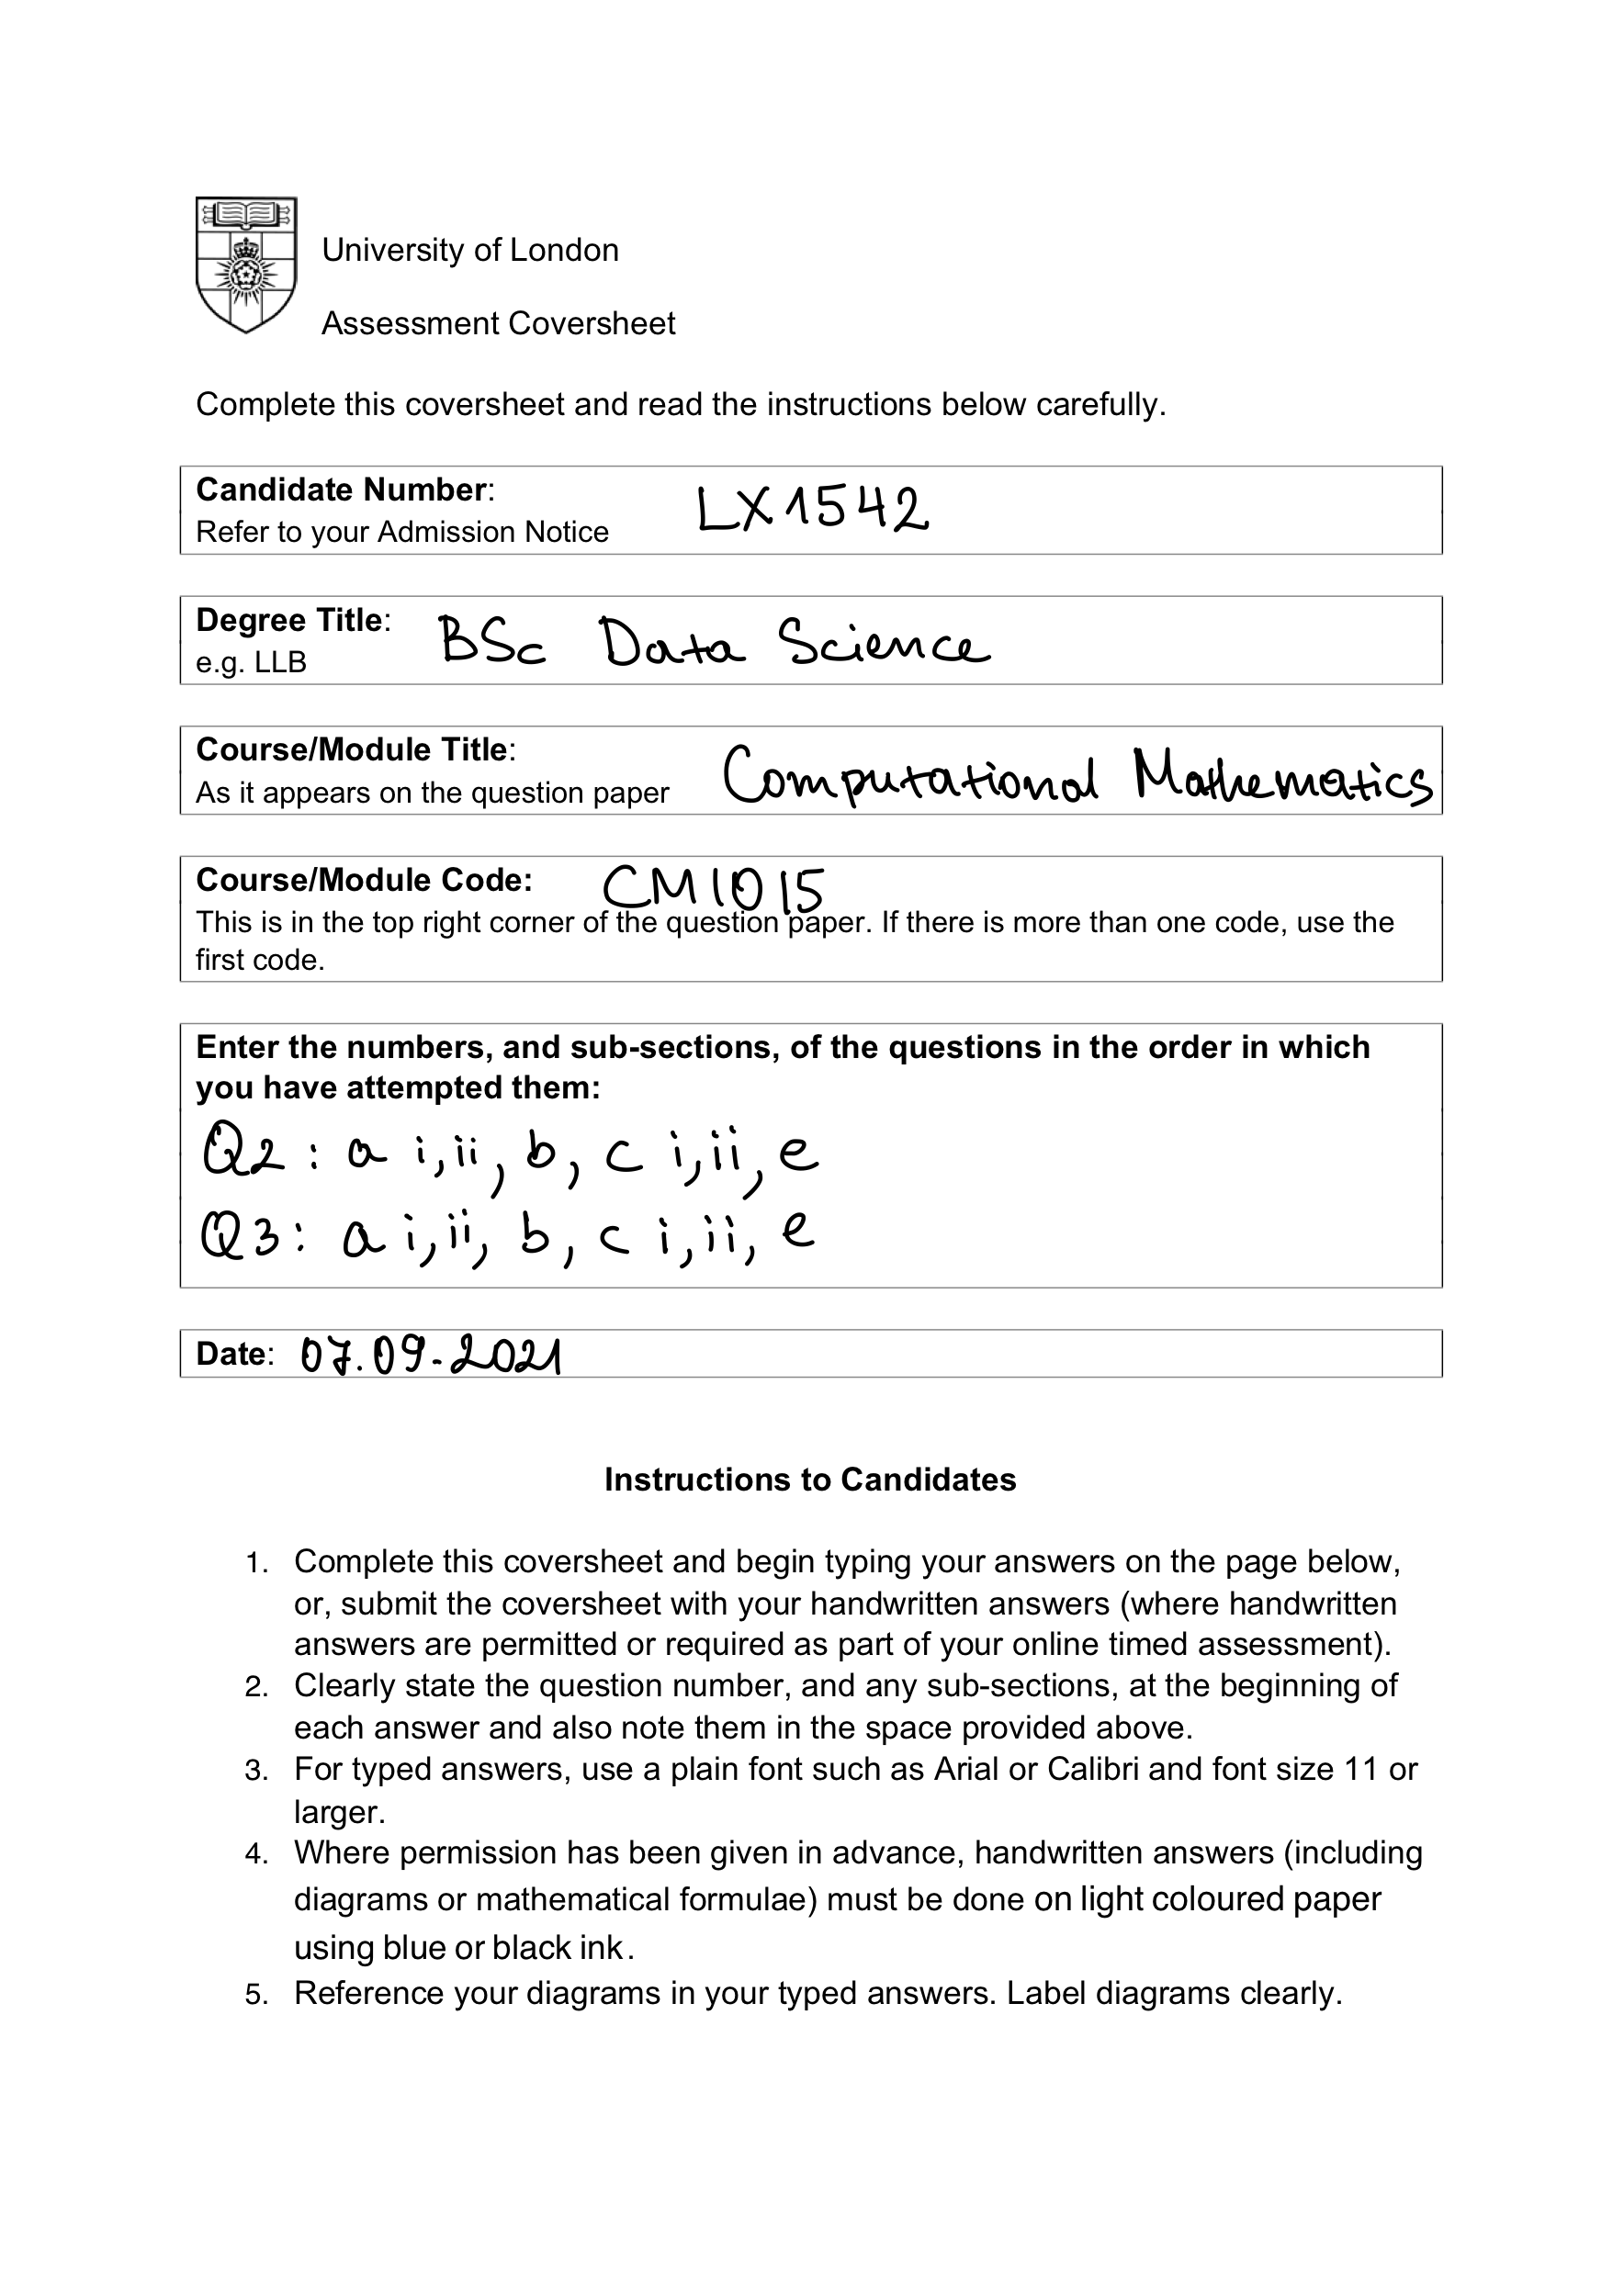 University of London
Assessment Coversheet
Complete this coversheet and read the instructions below carefully.
Candidate Number: LX1542
Refer to your Admission Notice
Degree Title: BSc Data Science
e.g. LLB
Course/Module Title: Computational Mathematics
As it appears on the question paper
Course/Module Code: CM1015
This is in the top right corner of the question paper. If there is more than one code, use the
first code.
Enter the numbers, and sub-sections, of the questions in the order in which
you have attempted them:
Q2: a i,ii, b, c i,ii, e
Q3: a i,ii, b, c i,ii, e
Date: 07.09.2021
Instructions to Candidates
1. Complete this coversheet and begin typing your answers on the page below,
or, submit the coversheet with your handwritten answers (where handwritten
answers are permitted or required as part of your online timed assessment).
2. Clearly state the question number, and any sub-sections, at the beginning of
each answer and also note them in the space provided above.
3. For typed answers, use a plain font such as Arial or Calibri and font size 11 or
larger.
4. Where permission has been given in advance, handwritten answers (including
diagrams or mathematical formulae) must be done on light coloured paper
using blue or black ink.
5. Reference your diagrams in your typed answers. Label diagrams clearly.